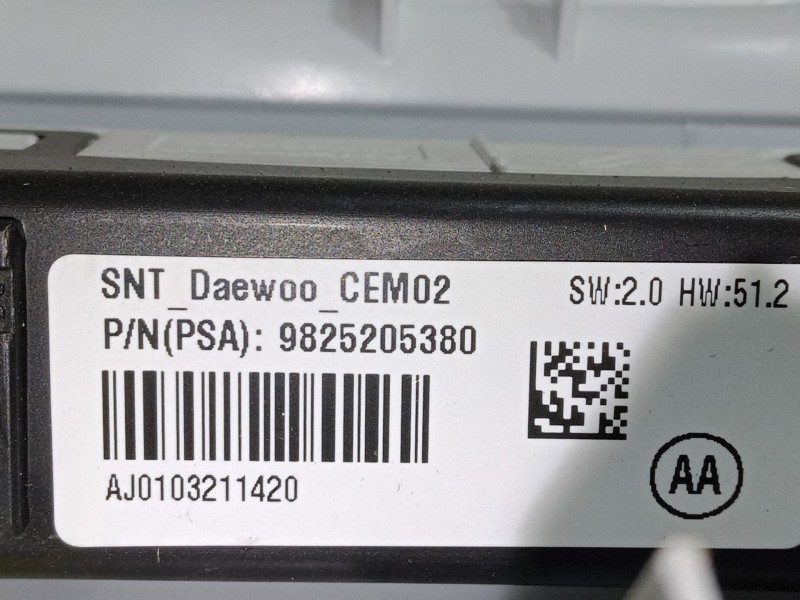 SNT_Daewoo_CEM02
SW:2.0 HW:51.2
P/N(PSA): 9825205380
AJ0103211420
AA